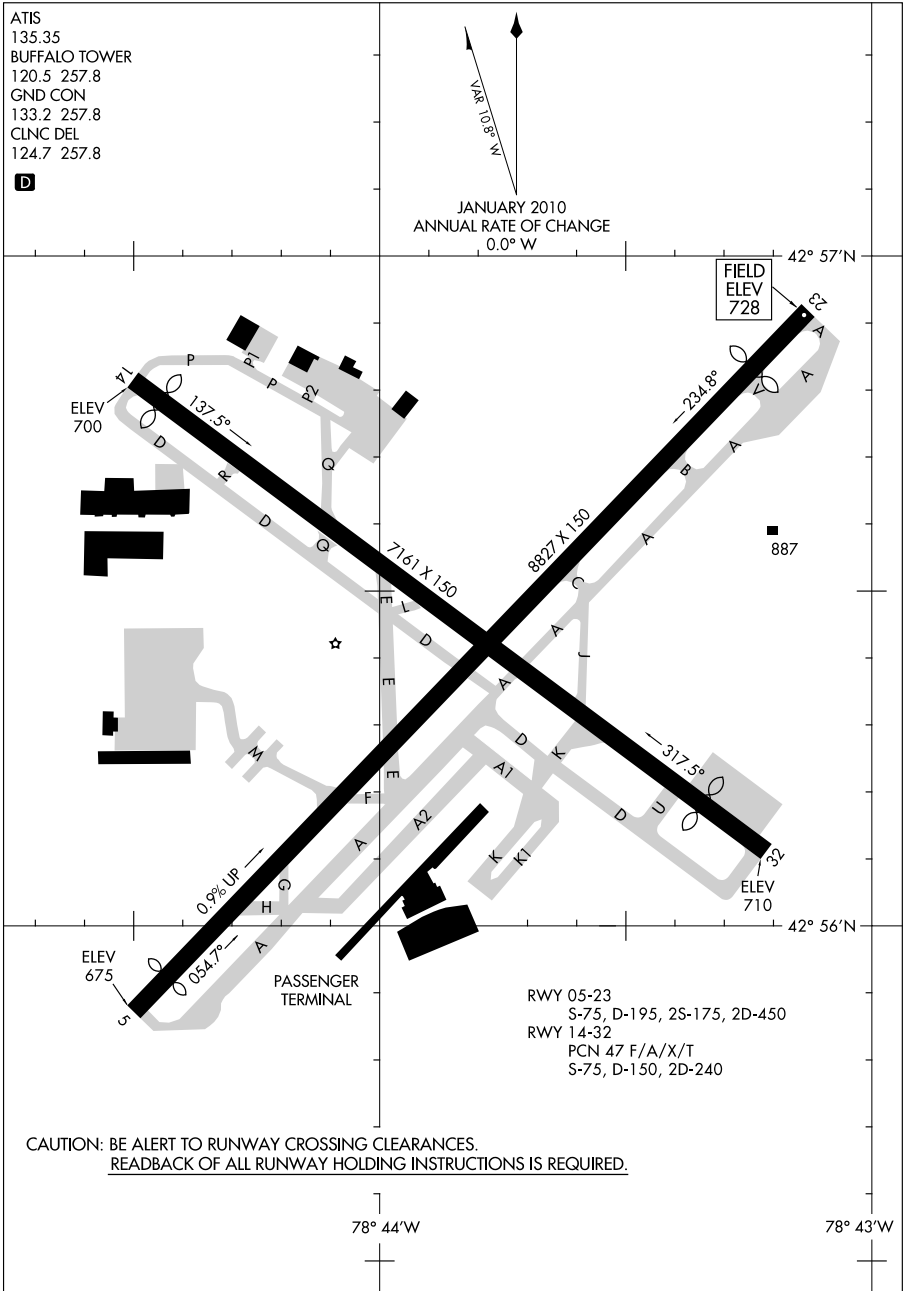 ATIS
135.35
BUFFALO TOWER
120.5 257.8
GND CON
133.2 257.8
CLNC DEL
124.7 257.8
D
VAR 10.8° W
JANUARY 2010
ANNUAL RATE OF CHANGE
0.0° W
42° 57'N
FIELD
ELEV
728
23
A
A
V
234.8°
P
P1
P
P2
14
ELEV
700
137.5°
D
R
Q
D
Q
B
A
A
887
7161 X 150
8827 X 150
C
E
L
D
A
J
E
A
D
K
317.5°
M
E
A1
F
A2
D
U
A
K
K1
32
ELEV
710
0.9% UP
G
H
A
054.7°
42° 56'N
ELEV
675
5
PASSENGER
TERMINAL
RWY 05-23
S-75, D-195, 2S-175, 2D-450
RWY 14-32
PCN 47 F/A/X/T
S-75, D-150, 2D-240
CAUTION: BE ALERT TO RUNWAY CROSSING CLEARANCES.
READBACK OF ALL RUNWAY HOLDING INSTRUCTIONS IS REQUIRED.
78° 44'W
78° 43'W